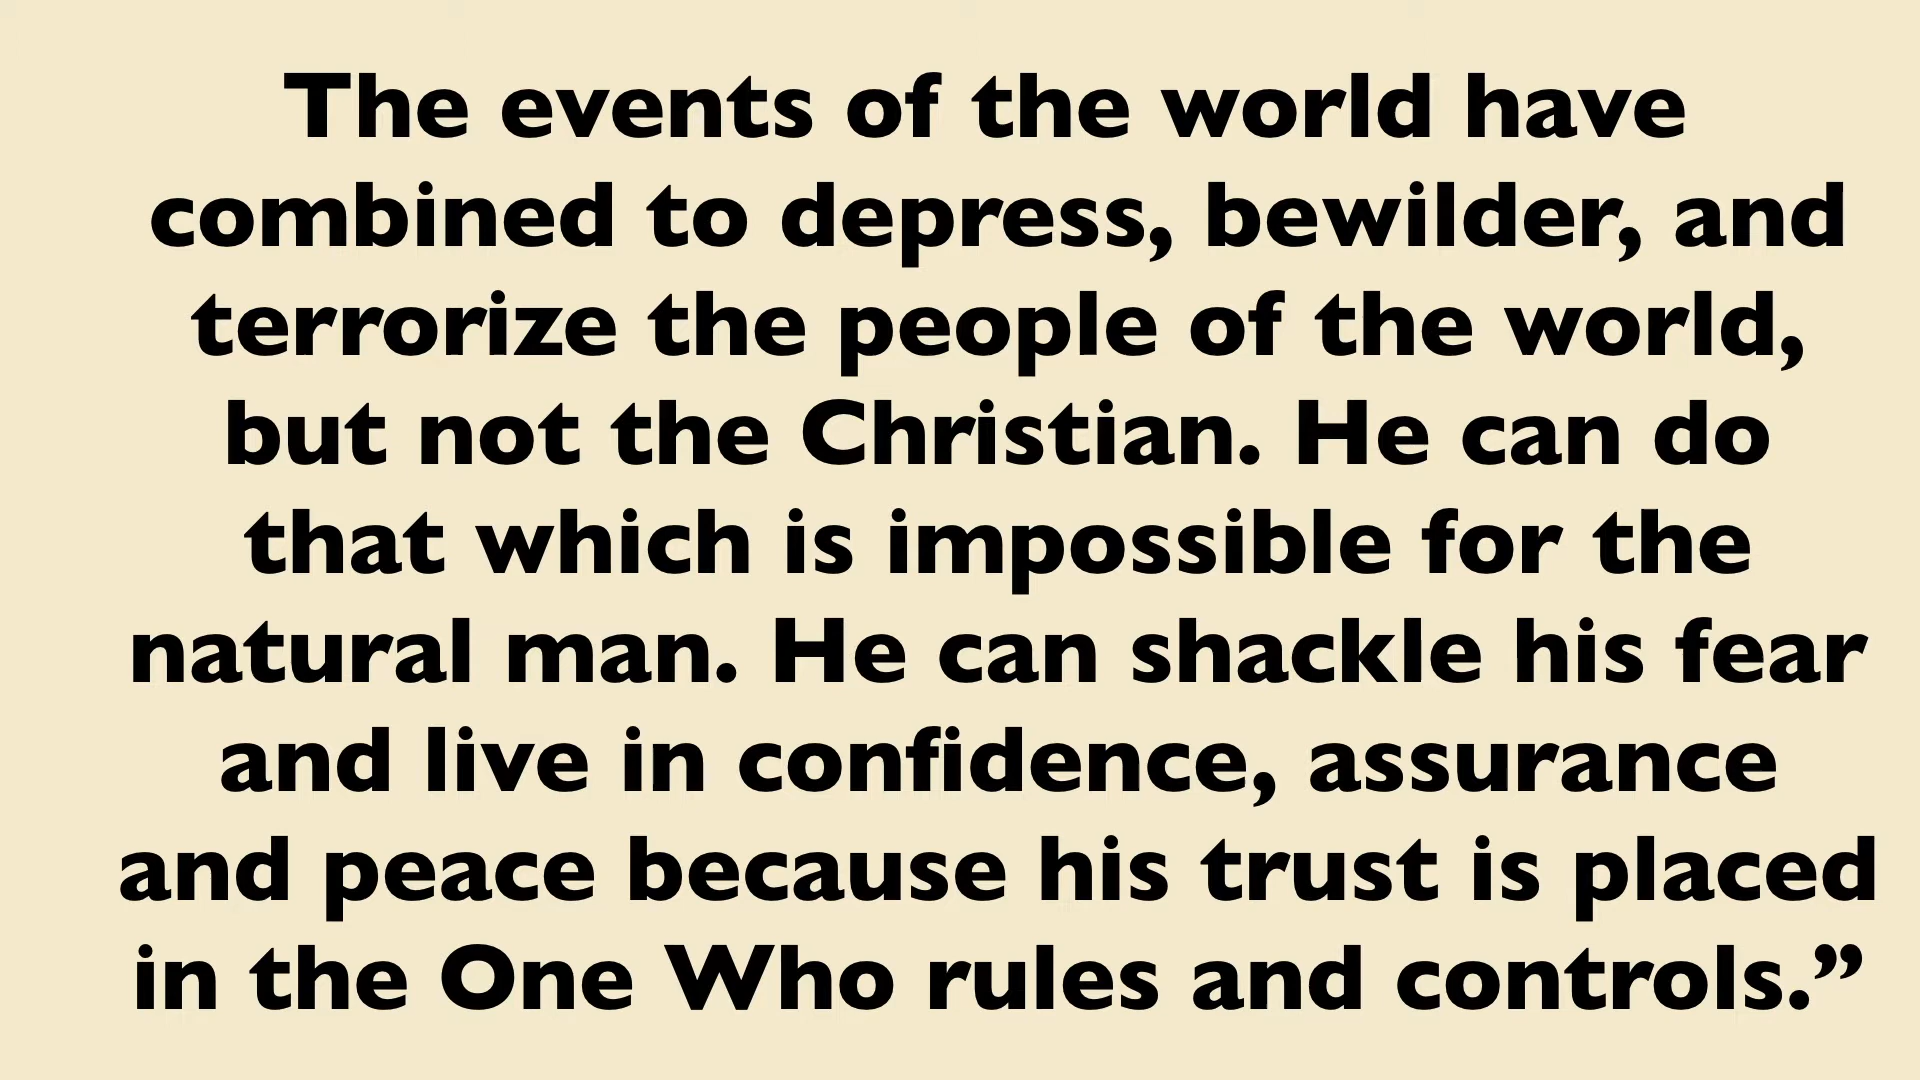 The events of the world have
combined to depress, bewilder, and
terrorize the people of the world,
but not the Christian. He can do
that which is impossible for the
natural man. He can shackle his fear
and live in confidence, assurance
and peace because his trust is placed
in the One Who rules and controls.”